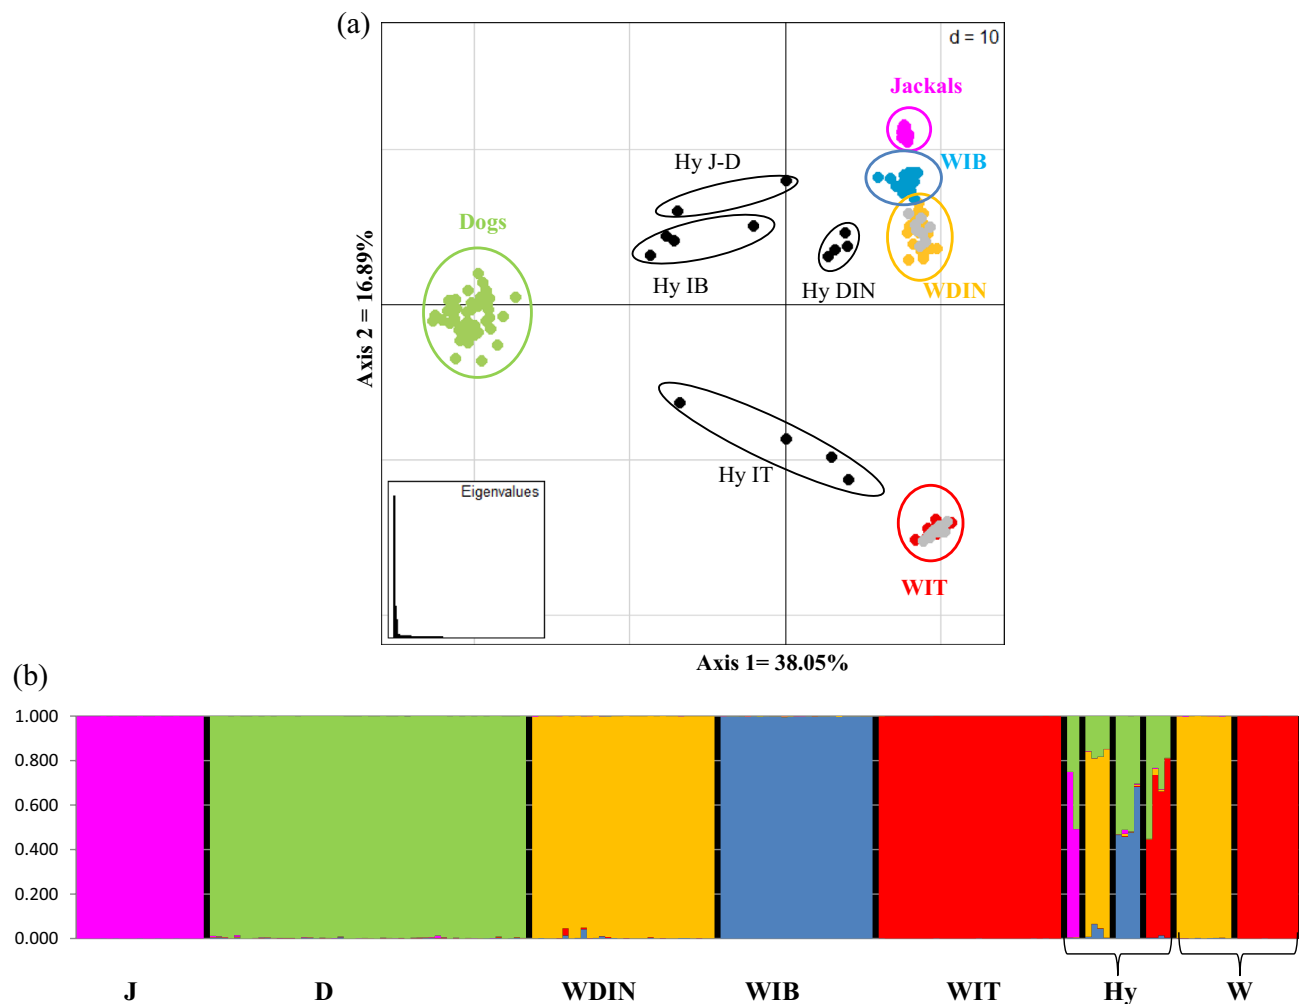 (a)
d = 10
Jackals
Hy J-D
WIB
Dogs
Hy IB
Hy DIN
WDIN
Axis 2 = 16.89%
Hy IT
Eigenvalues
WIT
Axis 1= 38.05%
(b)
1.000
0.800
0.600
0.400
0.200
0.000
J D WDIN WIB WIT Hy W